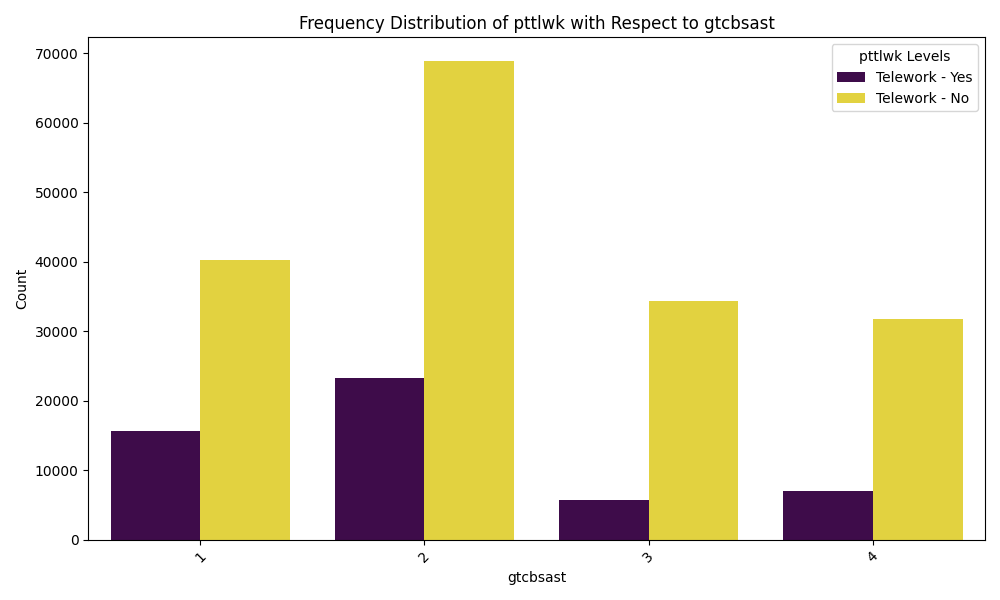 Frequency Distribution of pttlwk with Respect to gtcbsast
pttlwk Levels
Telework - Yes
Telework - No
Count
70000
60000
50000
40000
30000
20000
10000
0
1
2
3
4
gtcbsast